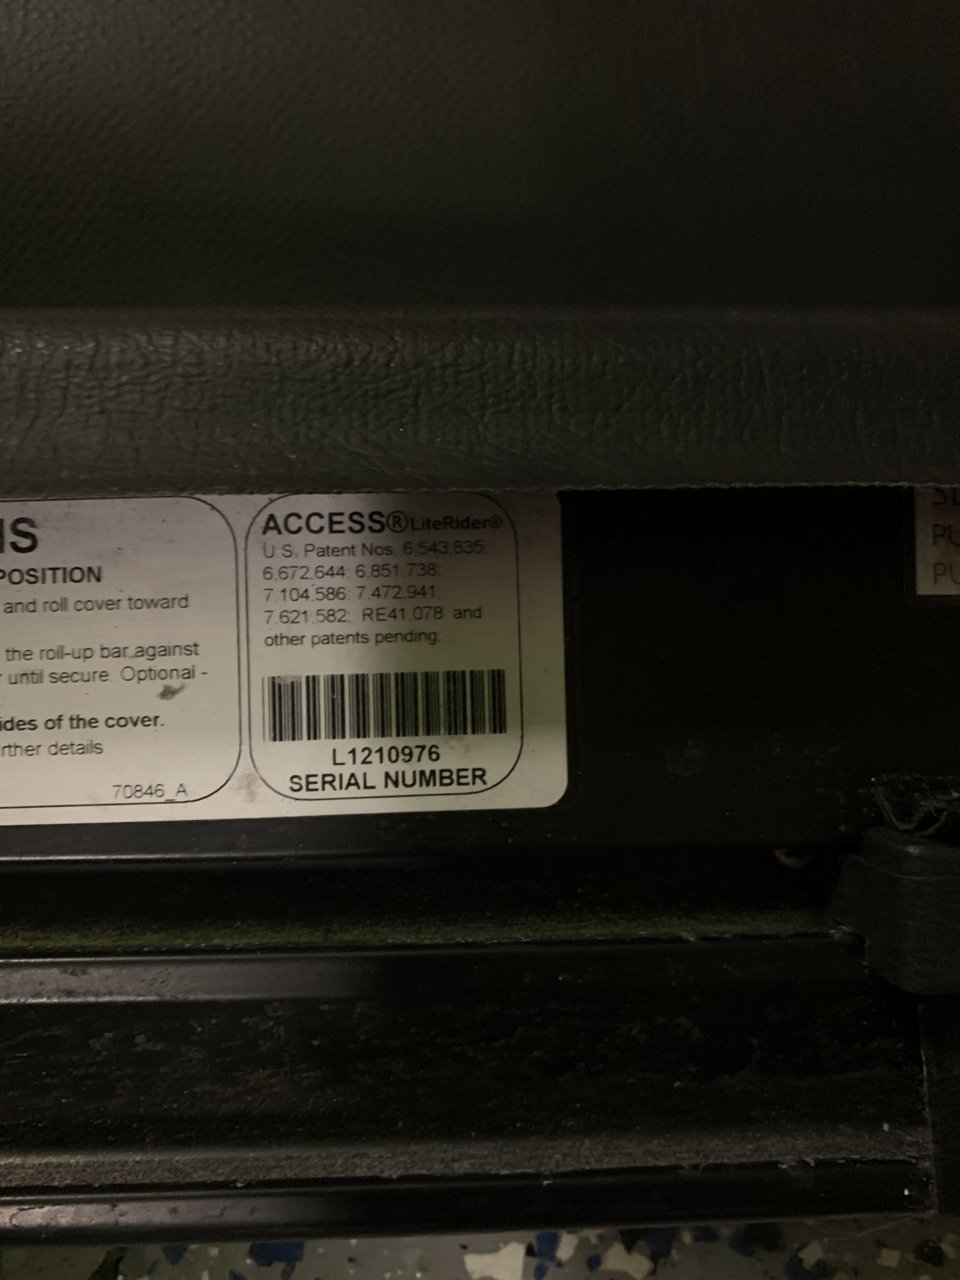 IS
POSITION
and roll cover toward
the roll-up bar against
until secure. Optional -
ides of the cover.
rther details
70846_A
ACCESS® LiteRider®
U.S. Patent Nos. 6,543,835;
6,672,644; 6,851,738;
7,104,586; 7,472,941;
7,621,582; RE41,078 and
other patents pending.
L1210976
SERIAL NUMBER
PU
PU